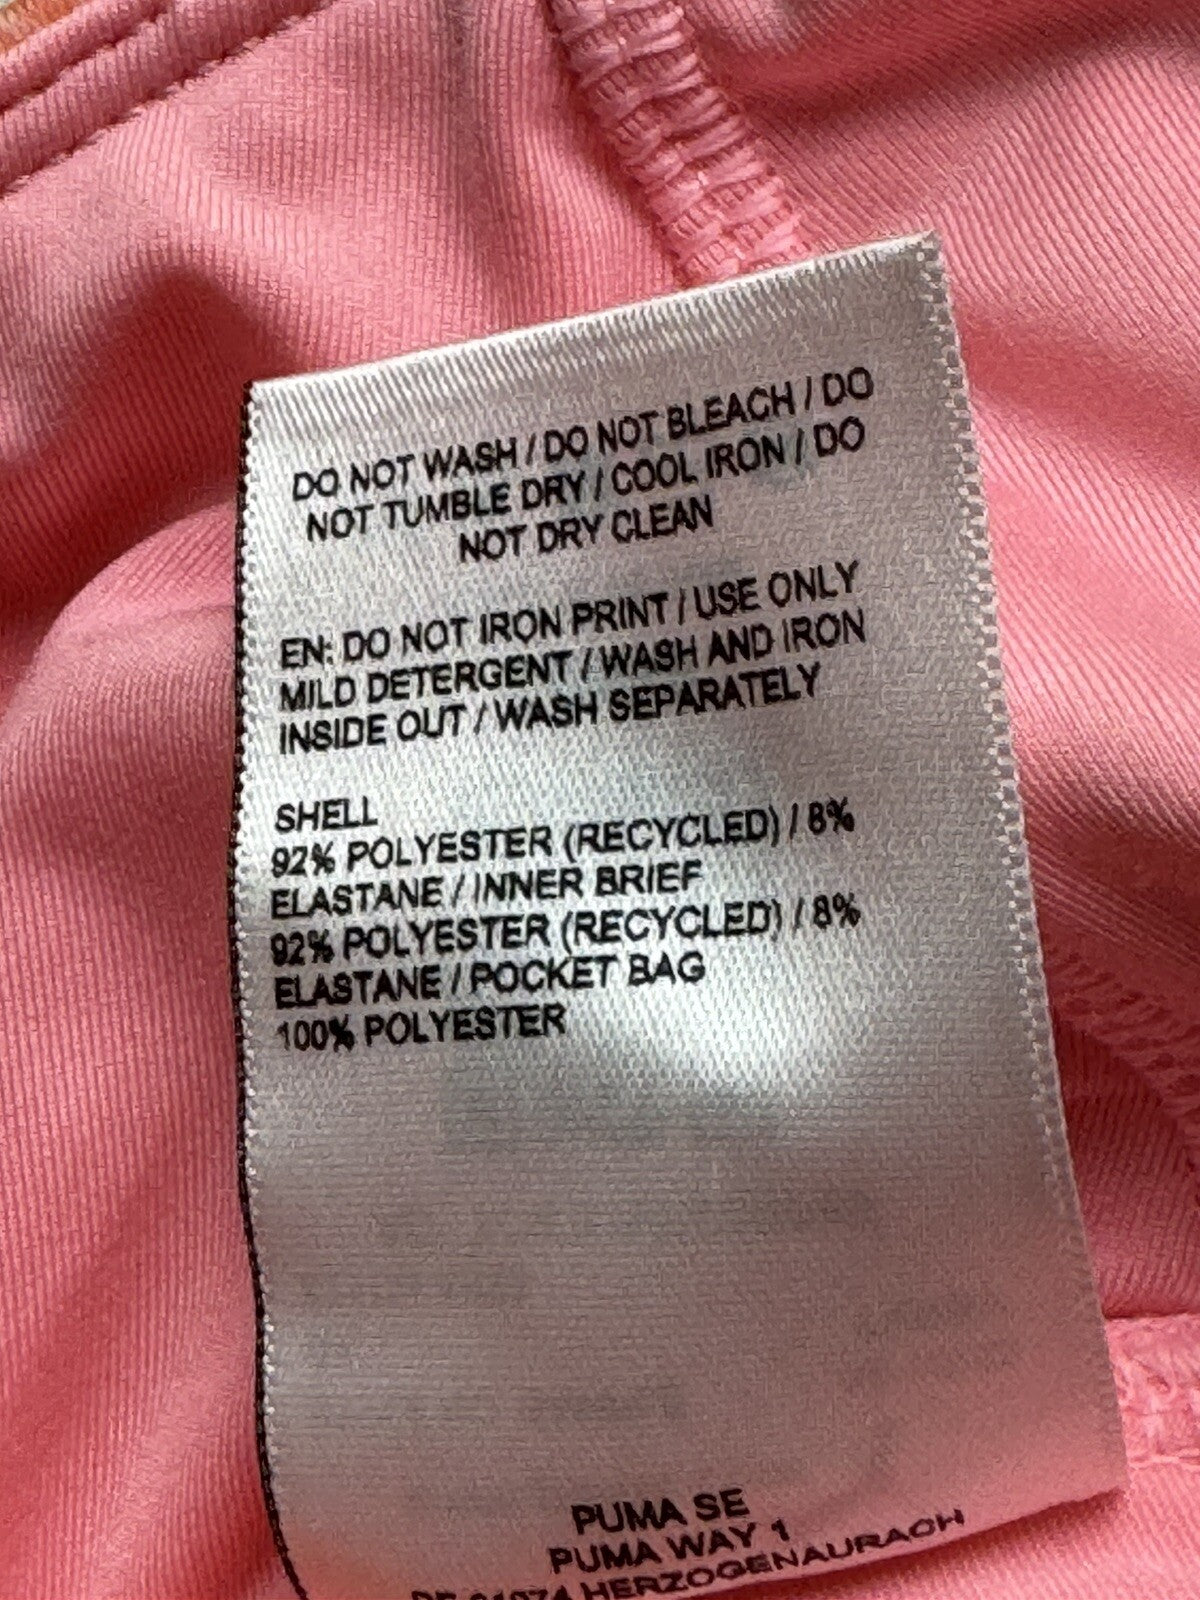 DO NOT WASH / DO NOT BLEACH / DO
NOT TUMBLE DRY / COOL IRON / DO
NOT DRY CLEAN
EN: DO NOT IRON PRINT / USE ONLY
MILD DETERGENT / WASH AND IRON
INSIDE OUT / WASH SEPARATELY
SHELL
92% POLYESTER (RECYCLED) / 8%
ELASTANE / INNER BRIEF
92% POLYESTER (RECYCLED) / 8%
ELASTANE / POCKET BAG
100% POLYESTER
PUMA SE
PUMA WAY 1
HERZOGENAURACH